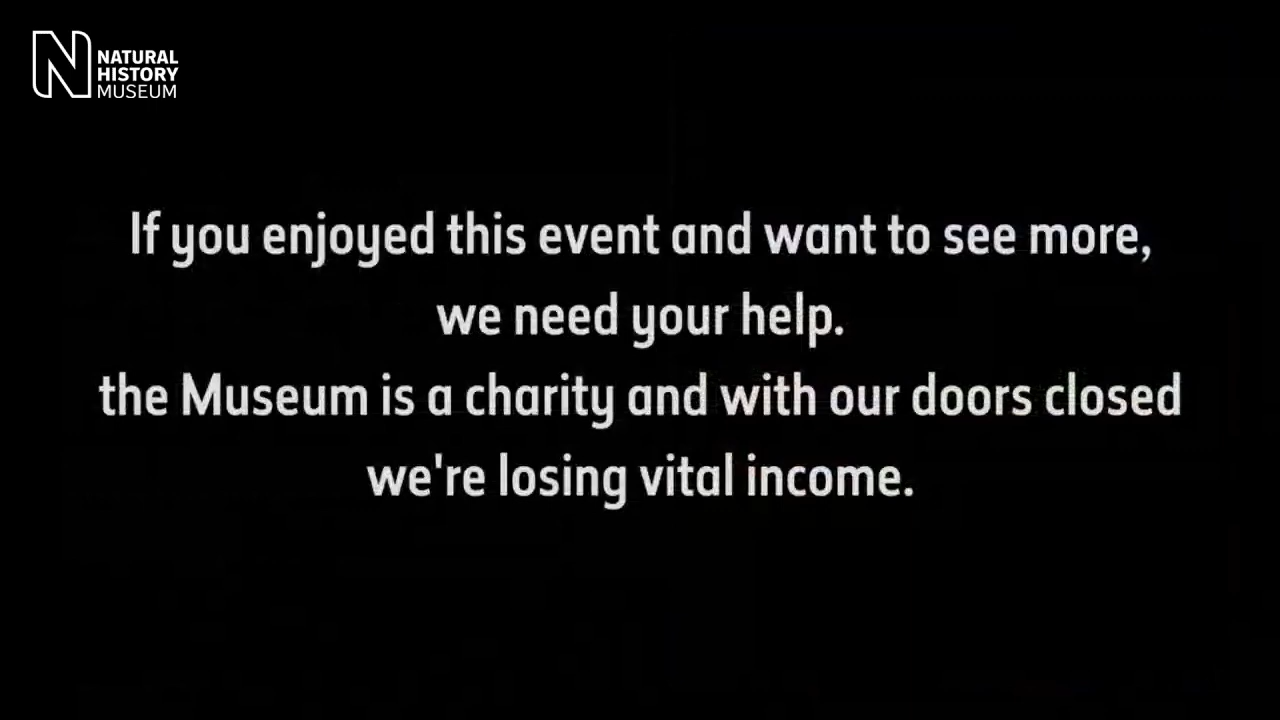 NATURAL
HISTORY
MUSEUM
If you enjoyed this event and want to see more,
we need your help.
the Museum is a charity and with our doors closed
we're losing vital income.